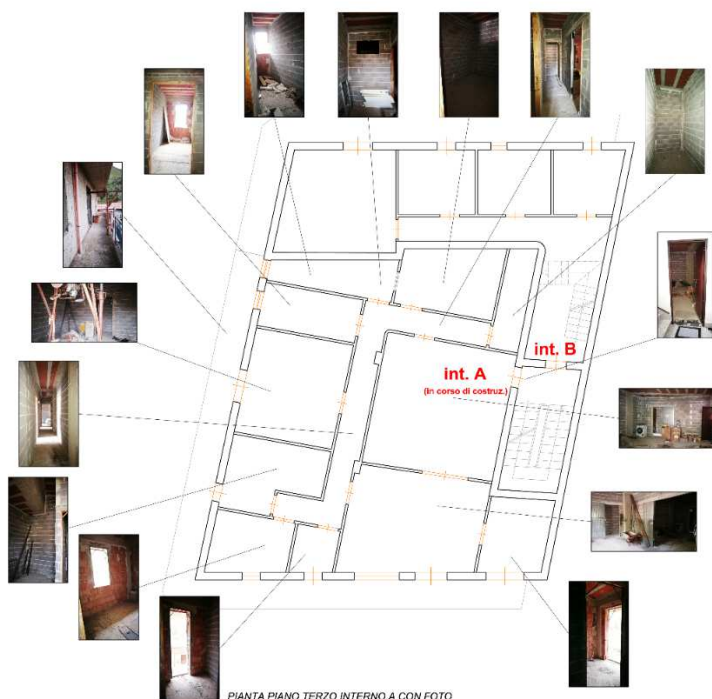 int. B
int. A
(in corso di costruz.)
PIANTA PIANO TERZO INTERNO A CON FOTO